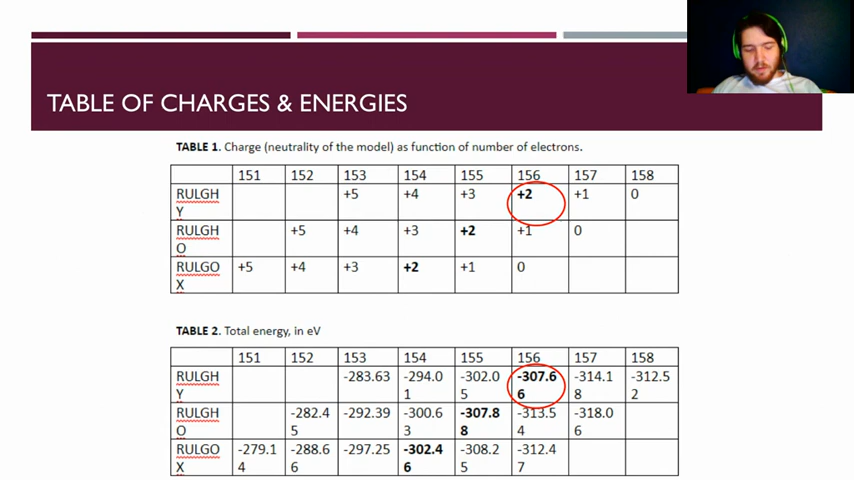 TABLE OF CHARGES & ENERGIES
TABLE 1. Charge (neutrality of the model) as function of number of electrons.
151 152 153 154 155 156 157 158
RULGH
Y +5 +4 +3 +2 +1 0
RULGH
O +5 +4 +3 +2 +1 0
RULGO
X +5 +4 +3 +2 +1 0
TABLE 2. Total energy, in eV
151 152 153 154 155 156 157 158
RULGH -283.63 -294.0 -302.0 -307.6 -314.1 -312.5
Y 1 5 6 8 2
RULGH -282.4 -292.39 -300.6 -307.8 -313.5 -318.0
O 5 3 8 4 6
RULGO -279.1 -288.6 -297.25 -302.4 -308.2 -312.4
X 4 6 6 5 7